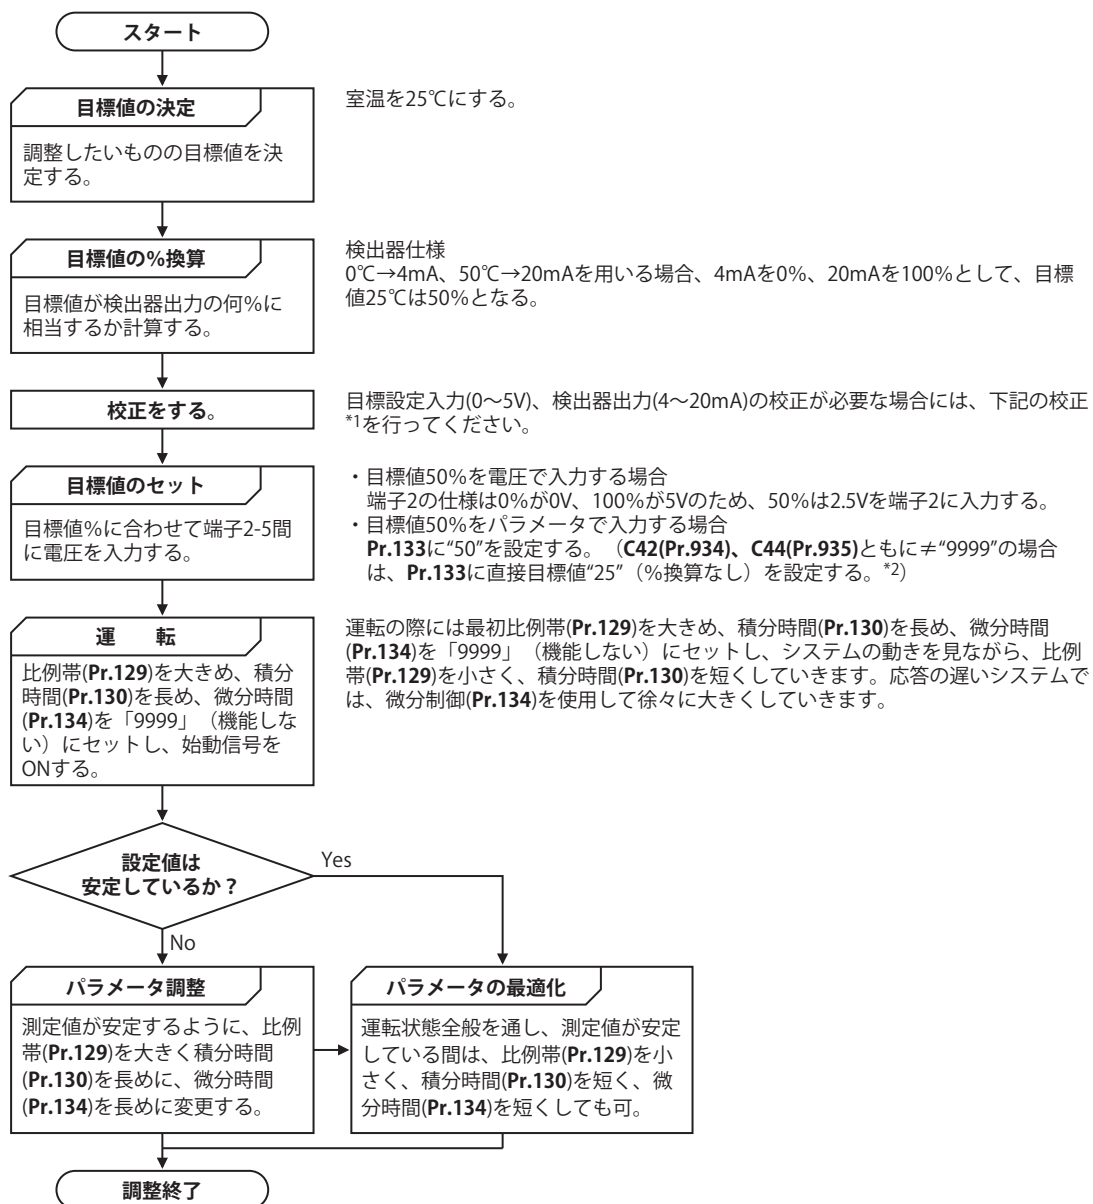 スタート
目標値の決定
調整したいものの目標値を決
定する。
室温を25℃にする。
目標値の%換算
目標値が検出器出力の何%に
相当するか計算する。
検出器仕様
0℃→4mA、50℃→20mAを用いる場合、4mAを0%、20mAを100%として、目標
値25℃は50%となる。
校正をする。
目標設定入力(0～5V)、検出器出力(4～20mA)の校正が必要な場合には、下記の校正
*1を行ってください。
目標値のセット
目標値%に合わせて端子2-5間
に電圧を入力する。
・目標値50%を電圧で入力する場合
端子2の仕様は0%が0V、100%が5Vのため、50%は2.5Vを端子2に入力する。
・目標値50%をパラメータで入力する場合
Pr.133に“50”を設定する。（C42(Pr.934)、C44(Pr.935)ともに≠“9999”の場合
は、Pr.133に直接目標値“25”（%換算なし）を設定する。*2）
運　転
比例帯(Pr.129)を大きめ、積分
時間(Pr.130)を長め、微分時間
(Pr.134)を「9999」（機能しな
い）にセットし、始動信号を
ONする。
運転の際には最初比例帯(Pr.129)を大きめ、積分時間(Pr.130)を長め、微分時間
(Pr.134)を「9999」（機能しない）にセットし、システムの動きを見ながら、比例
帯(Pr.129)を小さく、積分時間(Pr.130)を短くしていきます。応答の遅いシステムで
は、微分制御(Pr.134)を使用して徐々に大きくしていきます。
設定値は
安定しているか？
Yes
No
パラメータ調整
測定値が安定するように、比例
帯(Pr.129)を大きく積分時間
(Pr.130)を長めに、微分時間
(Pr.134)を長めに変更する。
パラメータの最適化
運転状態全般を通し、測定値が安定
している間は、比例帯(Pr.129)を小
さく、積分時間(Pr.130)を短く、微
分時間(Pr.134)を短くしても可。
調整終了